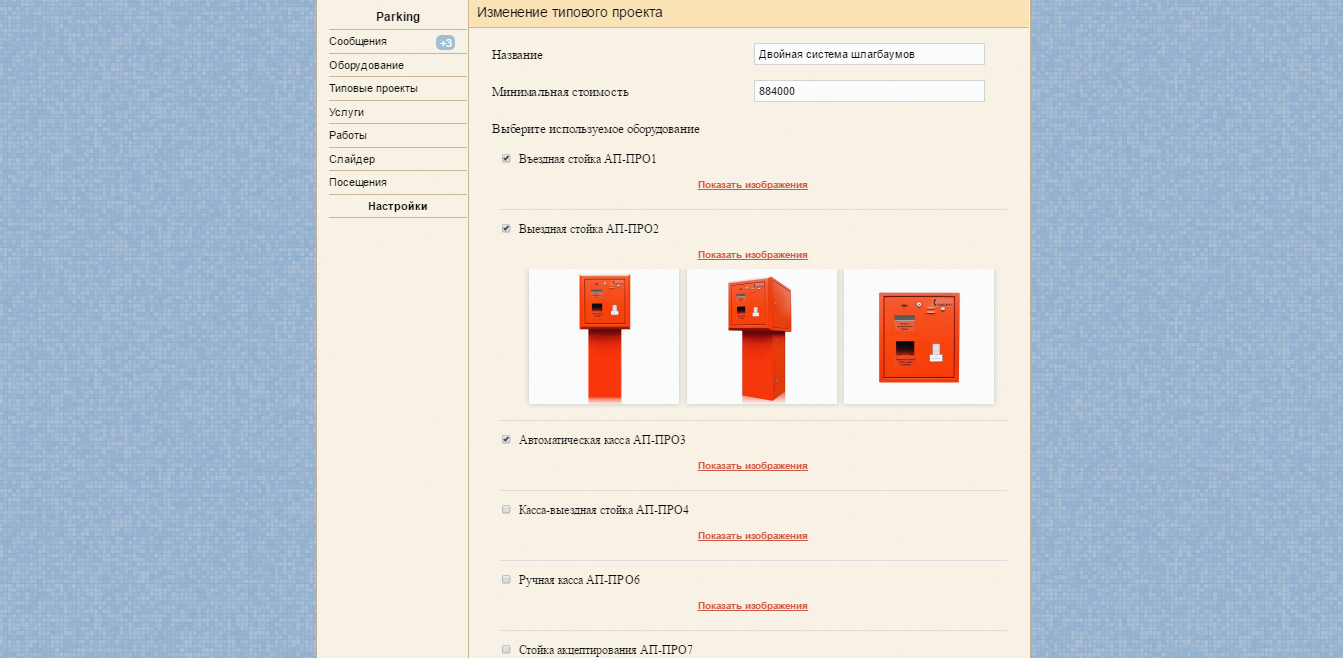 Parking
Сообщения +3
Оборудование
Типовые проекты
Услуги
Работы
Слайдер
Посещения
Настройки
Изменение типового проекта
Название Двойная система шлагбаумов
Минимальная стоимость 884000
Выберите используемое оборудование
Въездная стойка АП-ПРО1
Показать изображения
Выездная стойка АП-ПРО2
Показать изображения
Автоматическая касса АП-ПРО3
Показать изображения
Касса-выездная стойка АП-ПРО4
Показать изображения
Ручная касса АП-ПРО6
Показать изображения
Стойка акцептирования АП-ПРО7